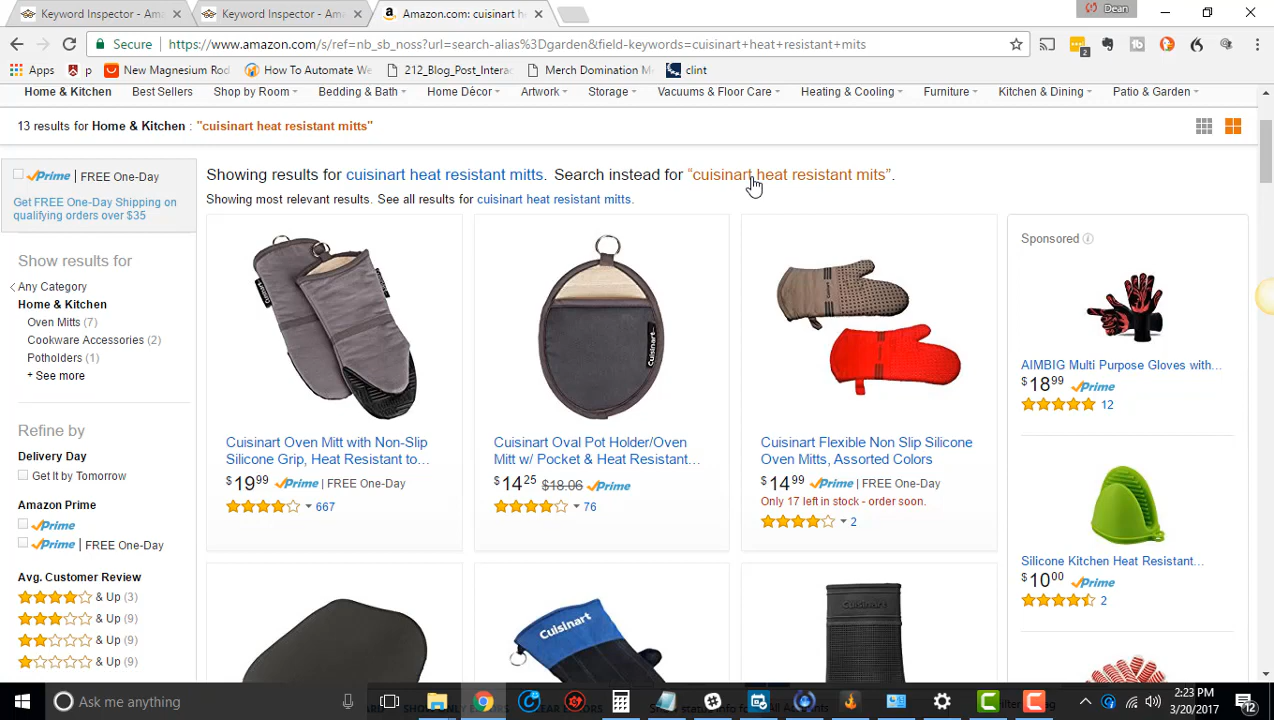 Keyword Inspector - Ama
Keyword Inspector - Ama
Amazon.com: cuisinart he
Dean
Secure
https://www.amazon.com/s/ref=nb_sb_noss?url=search-alias%3Dgarden&field-keywords=cuisinart+heat+resistant+mits
Apps
p
New Magnesium Rod
How To Automate We
212_Blog_Post_Interac
Merch Domination M
clint
Home & Kitchen Best Sellers Shop by Room Bedding & Bath Home Décor Artwork Storage Vacuums & Floor Care Heating & Cooling Furniture Kitchen & Dining Patio & Garden
13 results for Home & Kitchen : "cuisinart heat resistant mitts"
Prime | FREE One-Day
Get FREE One-Day Shipping on
qualifying orders over $35
Show results for
Any Category
Home & Kitchen
Oven Mitts (7)
Cookware Accessories (2)
Potholders (1)
+ See more
Refine by
Delivery Day
Get it by Tomorrow
Amazon Prime
Prime
Prime | FREE One-Day
Avg. Customer Review
& Up (3)
& Up (9)
& Up (9)
& Up (9)
Showing results for cuisinart heat resistant mitts. Search instead for “cuisinart heat resistant mits”.
Showing most relevant results. See all results for cuisinart heat resistant mitts.
Cuisinart Oven Mitt with Non-Slip
Silicone Grip, Heat Resistant to...
$19 99 Prime | FREE One-Day
667
Cuisinart
Cuisinart Oval Pot Holder/Oven
Mitt w/ Pocket & Heat Resistant...
$14 25 $18.06 Prime
76
Cuisinart Flexible Non Slip Silicone
Oven Mitts, Assorted Colors
$14 99 Prime | FREE One-Day
Only 17 left in stock - order soon.
2
Cuisinart
Cuisinart
Sponsored
AIMBIG Multi Purpose Gloves with...
$18 99 Prime
12
Silicone Kitchen Heat Resistant...
$10 00 Prime
2
Ask me anything
2:23 PM
3/20/2017
12
2